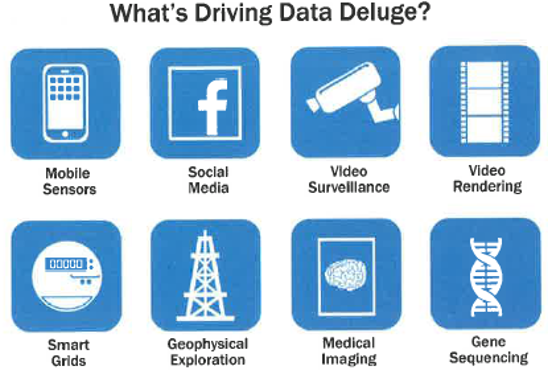 What's Driving Data Deluge?
Mobile
Sensors
Social
Media
Video
Surveillance
Video
Rendering
00000
Smart
Grids
Geophysical
Exploration
Medical
Imaging
Gene
Sequencing